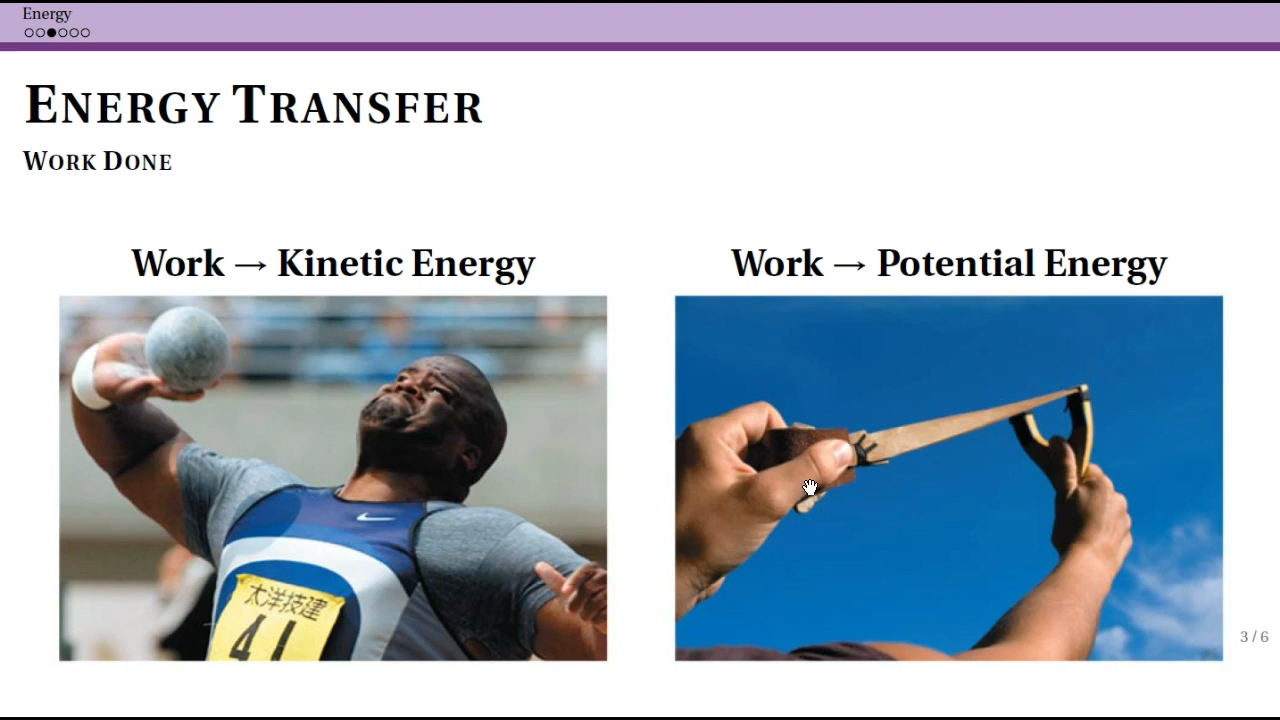 Energy
ENERGY TRANSFER
WORK DONE
Work → Kinetic Energy
Work → Potential Energy
太洋技建
41
3 / 6